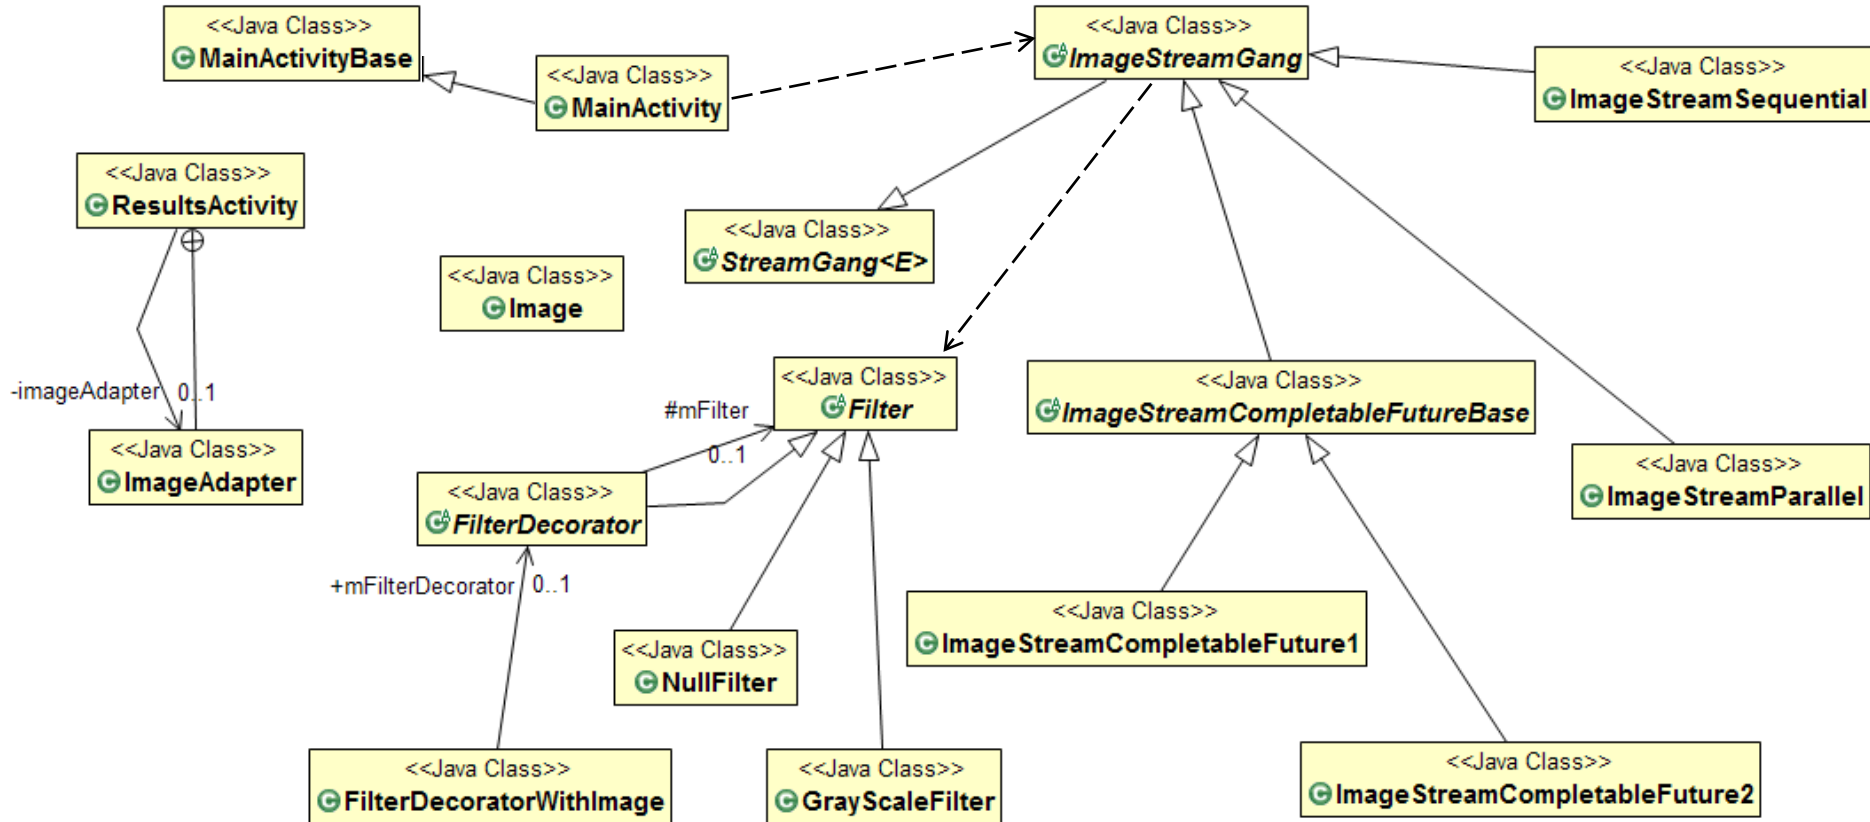 <<Java Class>>
MainActivityBase
<<Java Class>>
MainActivity
<<Java Class>>
ImageStreamGang
<<Java Class>>
ImageStreamSequential
<<Java Class>>
ResultsActivity
<<Java Class>>
StreamGang<E>
<<Java Class>>
Image
-imageAdapter 0..1
<<Java Class>>
ImageAdapter
<<Java Class>>
Filter
#mFilter
0..1
<<Java Class>>
ImageStreamCompletableFutureBase
<<Java Class>>
ImageStreamParallel
<<Java Class>>
FilterDecorator
+mFilterDecorator 0..1
<<Java Class>>
ImageStreamCompletableFuture1
<<Java Class>>
NullFilter
<<Java Class>>
FilterDecoratorWithImage
<<Java Class>>
GrayScaleFilter
<<Java Class>>
ImageStreamCompletableFuture2